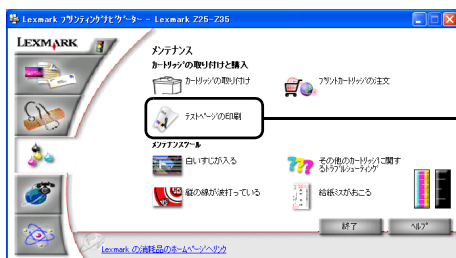 Lexmark プリンティングナビゲーター - Lexmark Z25-Z35
LEXMARK
メンテナンス
カートリッジの取り付けと購入
カートリッジの取り付け
プリントカートリッジの注文
テストページの印刷
メンテナンスツール
白いすじが入る
その他のカートリッジに関するトラブルシューティング
縦の線が波打っている
給紙ミスがおこる
終了
ヘルプ
Lexmark の消耗品のホームページへリンク